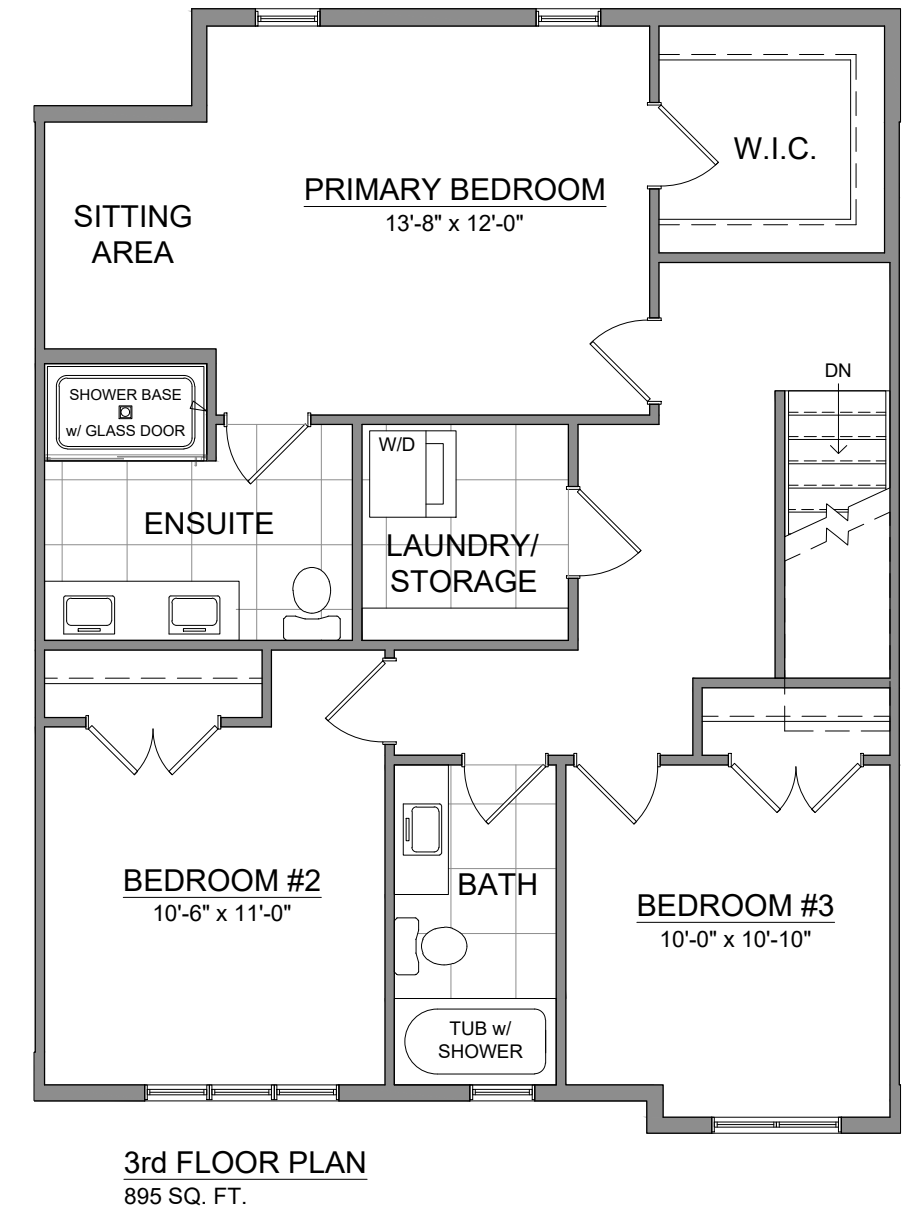 W.I.C.
PRIMARY BEDROOM
13'-8" x 12'-0"
SITTING
AREA
SHOWER BASE
w/ GLASS DOOR
DN
W/D
ENSUITE
LAUNDRY/
STORAGE
BEDROOM #2
10'-6" x 11'-0"
BATH
BEDROOM #3
10'-0" x 10'-10"
TUB w/
SHOWER
3rd FLOOR PLAN
895 SQ. FT.